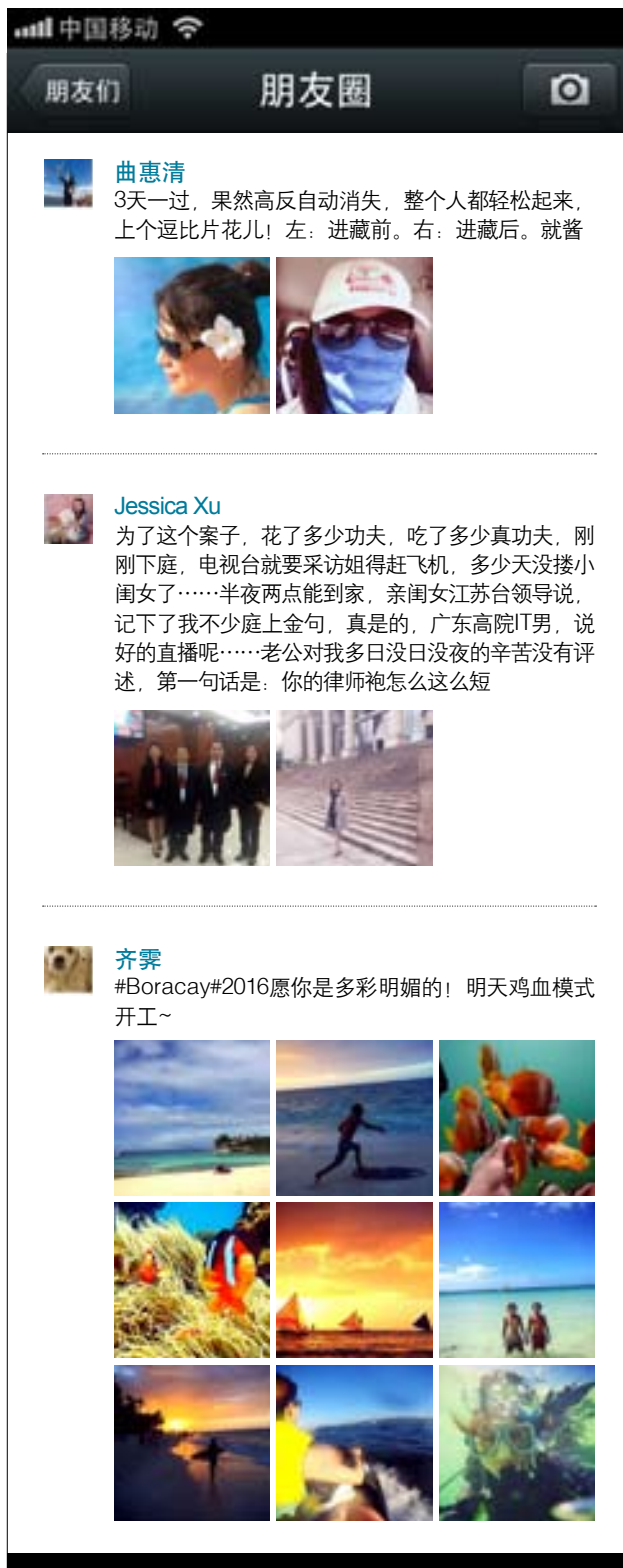 中国移动
朋友们
朋友圈
曲惠清
3天一过，果然高反自动消失，整个人都轻松起来，
上个逗比片花儿！左：进藏前。右：进藏后。就酱
Jessica Xu
为了这个案子，花了多少功夫，吃了多少真功夫，刚
刚下庭，电视台就要采访姐得赶飞机，多少天没搂小
闺女了……半夜两点能到家，亲闺女江苏台领导说，
记下了我不少庭上金句，真是的，广东高院IT男，说
好的直播呢……老公对我多日没日没夜的辛苦没有评
述，第一句话是：你的律师袍怎么这么短
齐霁
#Boracay#2016愿你是多彩明媚的！明天鸡血模式
开工~